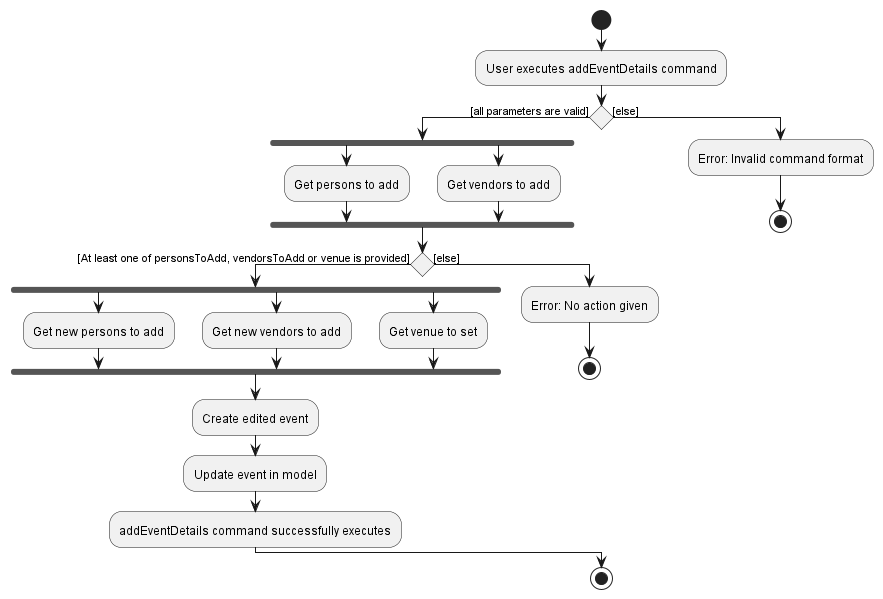 User executes addEventDetails command
[all parameters are valid]
[else]
Get persons to add
Get vendors to add
Error: Invalid command format
[At least one of personsToAdd, vendorsToAdd or venue is provided]
[else]
Get new persons to add
Get new vendors to add
Get venue to set
Error: No action given
Create edited event
Update event in model
addEventDetails command successfully executes